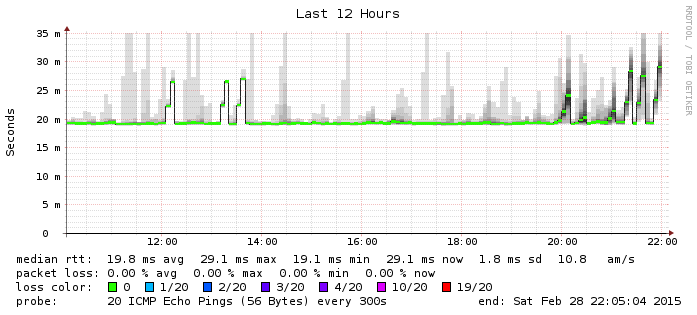 Last 12 Hours
RRDTOOL / TOBI OETIKER
Seconds
35 m
30 m
25 m
20 m
15 m
10 m
5 m
0
12:00 14:00 16:00 18:00 20:00 22:00
median rtt: 19.8 ms avg 29.1 ms max 19.1 ms min 29.1 ms now 1.8 ms sd 10.8 am/s
packet loss: 0.00 % avg 0.00 % max 0.00 % min 0.00 % now
loss color: 0 1/20 2/20 3/20 4/20 10/20 19/20
probe: 20 ICMP Echo Pings (56 Bytes) every 300s end: Sat Feb 28 22:05:04 2015